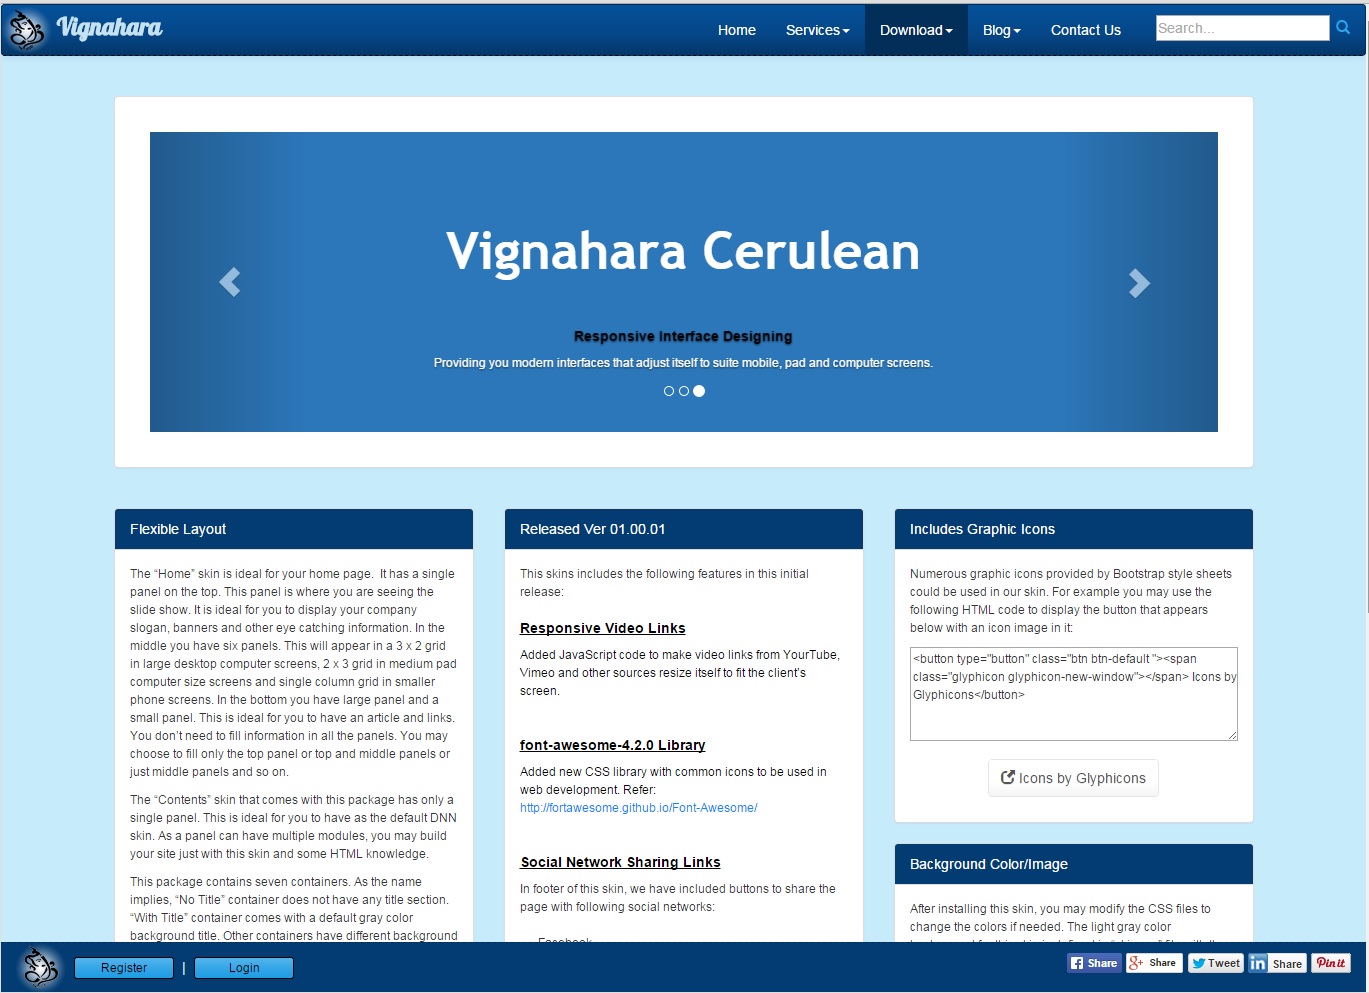 Vignahara
Home
Services
Download
Blog
Contact Us
Search...
Vignahara Cerulean
Responsive Interface Designing
Providing you modern interfaces that adjust itself to suite mobile, pad and computer screens.
Flexible Layout
The “Home” skin is ideal for your home page.  It has a single
panel on the top. This panel is where you are seeing the
slide show. It is ideal for you to display your company
slogan, banners and other eye catching information. In the
middle you have six panels. This will appear in a 3 x 2 grid
in large desktop computer screens, 2 x 3 grid in medium pad
computer size screens and single column grid in smaller
phone screens. In the bottom you have large panel and a
small panel. This is ideal for you to have an article and links.
You don’t need to fill information in all the panels. You may
choose to fill only the top panel or top and middle panels or
just middle panels and so on.
The “Contents” skin that comes with this package has only a
single panel. This is ideal for you to have as the default DNN
skin. As a panel can have multiple modules, you may build
your site just with this skin and some HTML knowledge.
This package contains seven containers. As the name
implies, “No Title” container does not have any title section.
“With Title” container comes with a default gray color
background title. Other containers have different background
Released Ver 01.00.01
This skins includes the following features in this initial
release:
Responsive Video Links
Added JavaScript code to make video links from YourTube,
Vimeo and other sources resize itself to fit the client’s
screen.
font-awesome-4.2.0 Library
Added new CSS library with common icons to be used in
web development. Refer:
http://fortawesome.github.io/Font-Awesome/
Social Network Sharing Links
In footer of this skin, we have included buttons to share the
page with following social networks:
Facebook
Includes Graphic Icons
Numerous graphic icons provided by Bootstrap style sheets
could be used in our skin. For example you may use the
following HTML code to display the button that appears
below with an icon image in it:
<button type="button" class="btn btn-default "><span
class="glyphicon glyphicon-new-window"></span> Icons by
Glyphicons</button>
Icons by Glyphicons
Background Color/Image
After installing this skin, you may modify the CSS files to
change the colors if needed. The light gray color
Register | Login
Share
Share
Tweet
Share
Pin it